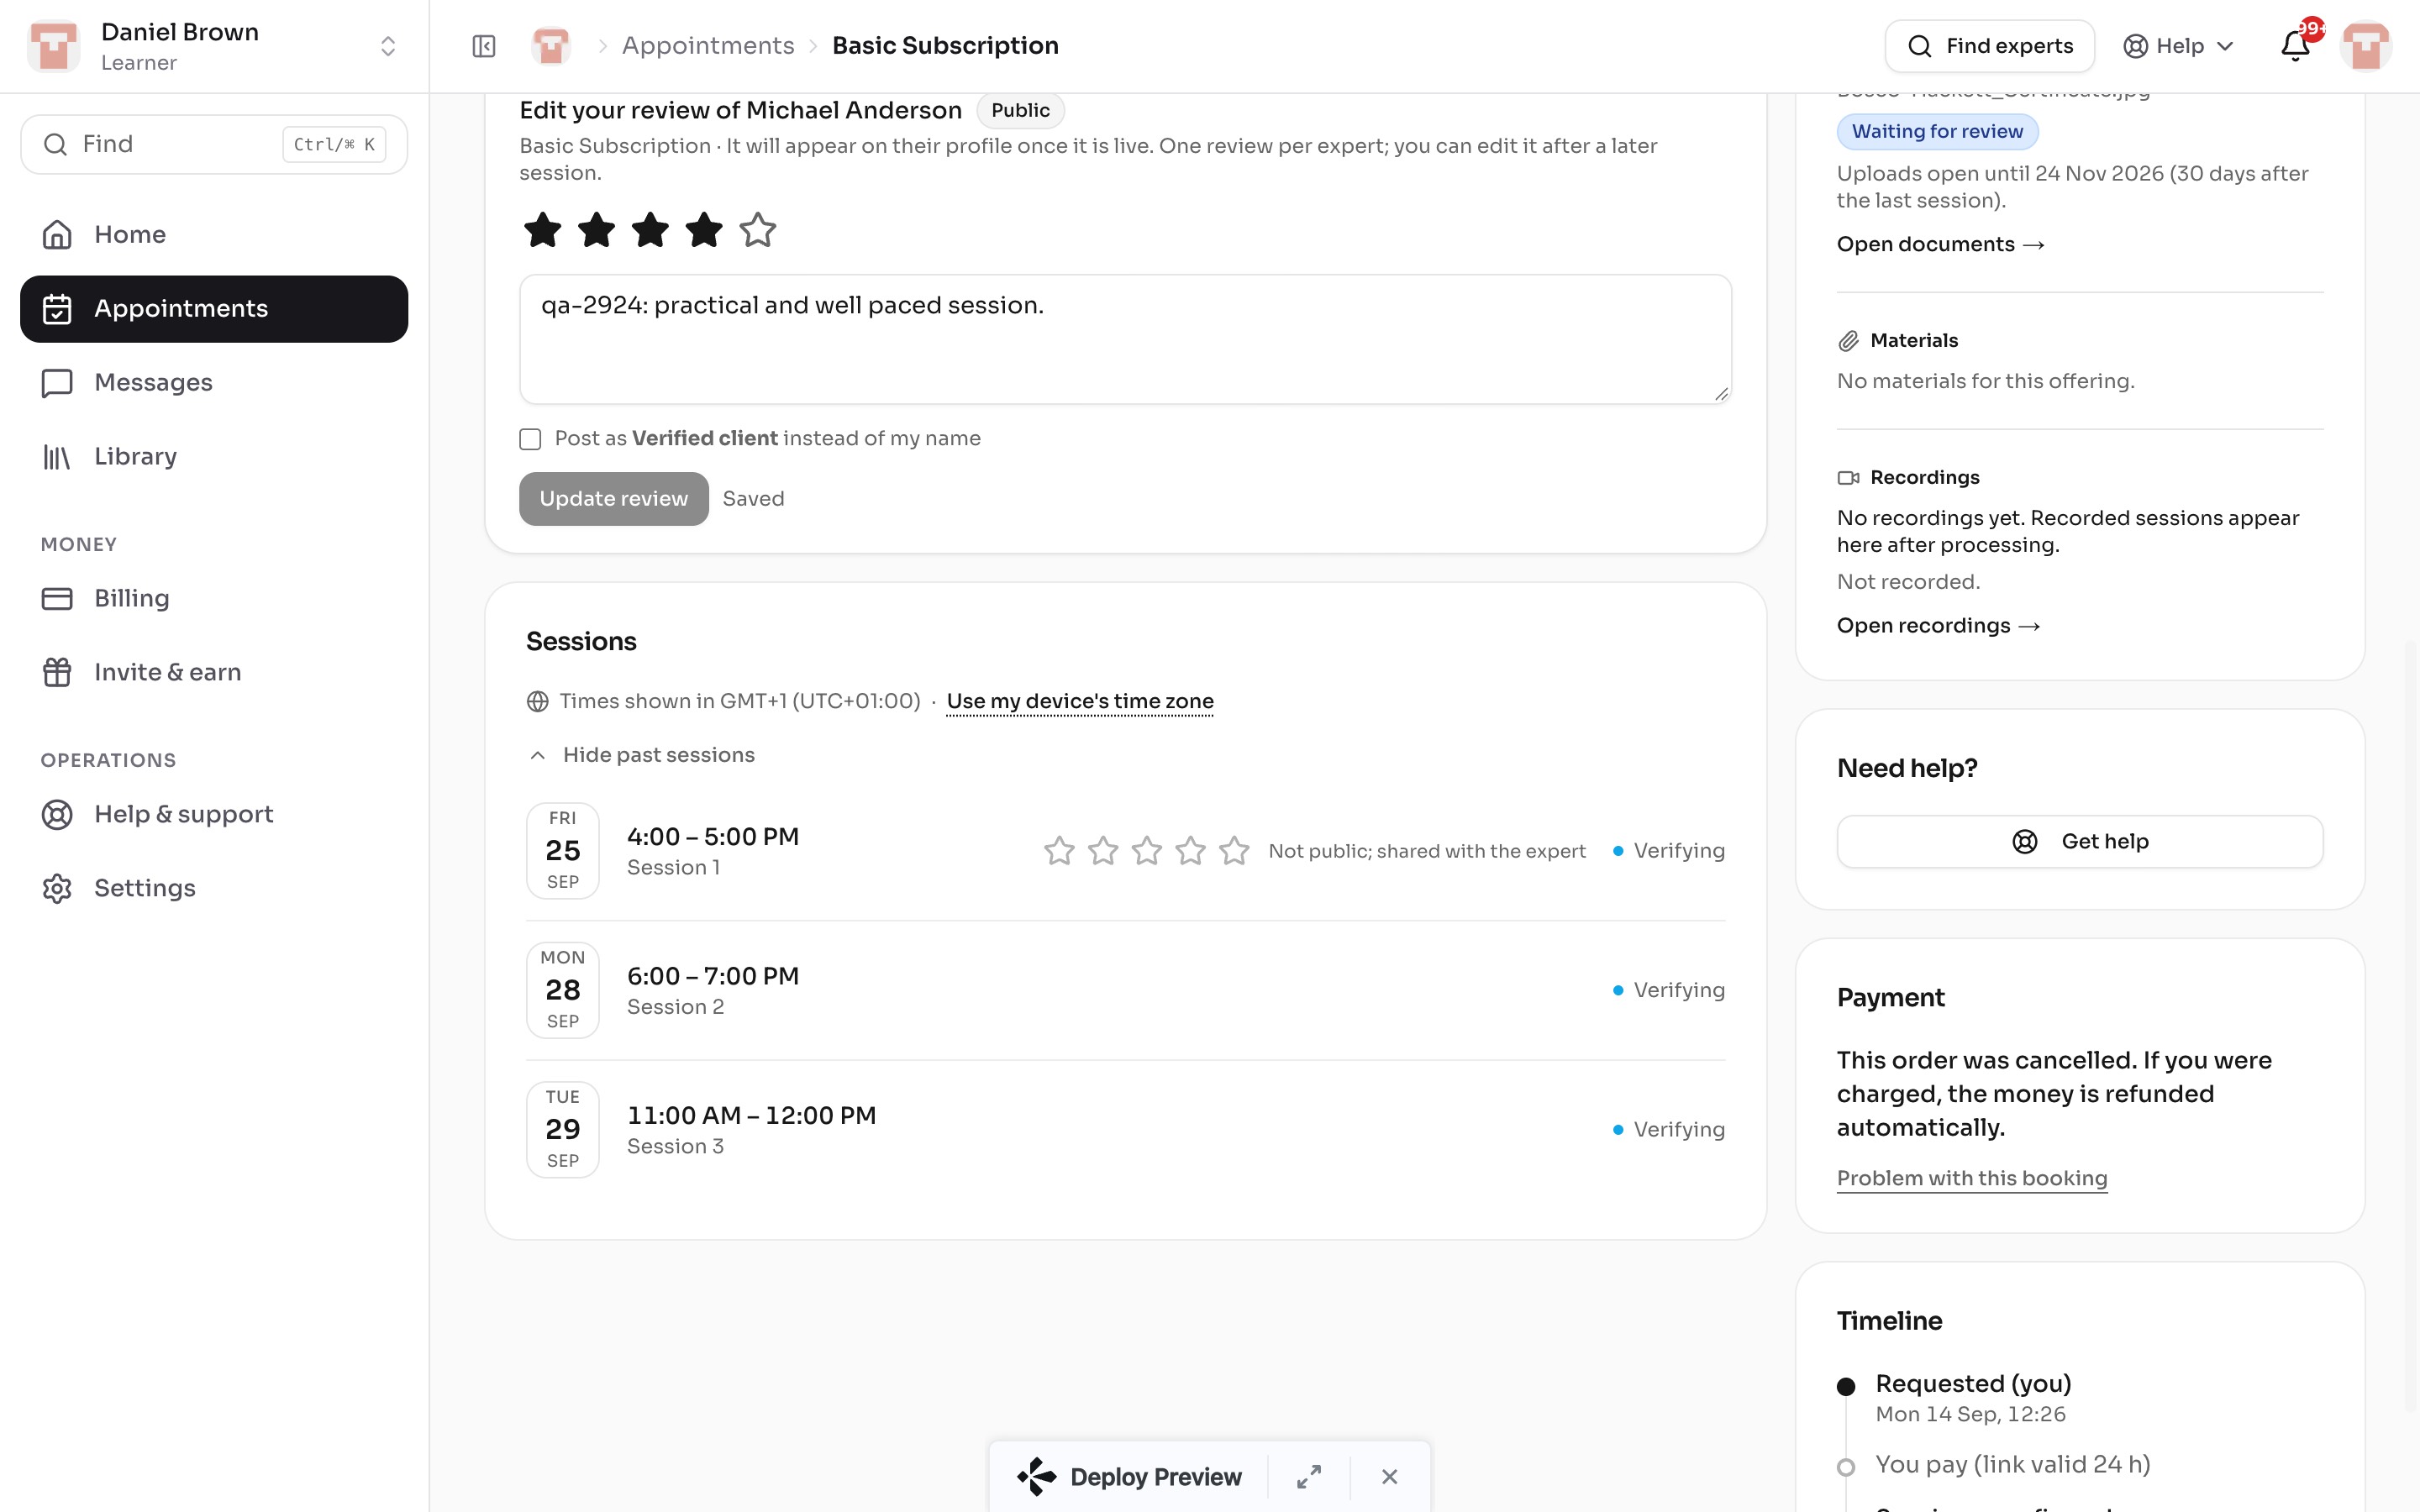 Daniel Brown
Learner
Find
Ctrl/⌘ K
Home
Appointments
Messages
Library
MONEY
Billing
Invite & earn
OPERATIONS
Help & support
Settings
Appointments
Basic Subscription
Find experts
Help
99+
Edit your review of Michael Anderson
Public
Basic Subscription · It will appear on their profile once it is live. One review per expert; you can edit it after a later
session.
qa-2924: practical and well paced session.
Post as Verified client instead of my name
Update review
Saved
Sessions
Times shown in GMT+1 (UTC+01:00) · Use my device's time zone
Hide past sessions
FRI
25
SEP
4:00 – 5:00 PM
Session 1
Not public; shared with the expert
Verifying
MON
28
SEP
6:00 – 7:00 PM
Session 2
Verifying
TUE
29
SEP
11:00 AM – 12:00 PM
Session 3
Verifying
Waiting for review
Uploads open until 24 Nov 2026 (30 days after
the last session).
Open documents →
Materials
No materials for this offering.
Recordings
No recordings yet. Recorded sessions appear
here after processing.
Not recorded.
Open recordings →
Need help?
Get help
Payment
This order was cancelled. If you were
charged, the money is refunded
automatically.
Problem with this booking
Timeline
Requested (you)
Mon 14 Sep, 12:26
You pay (link valid 24 h)
Deploy Preview